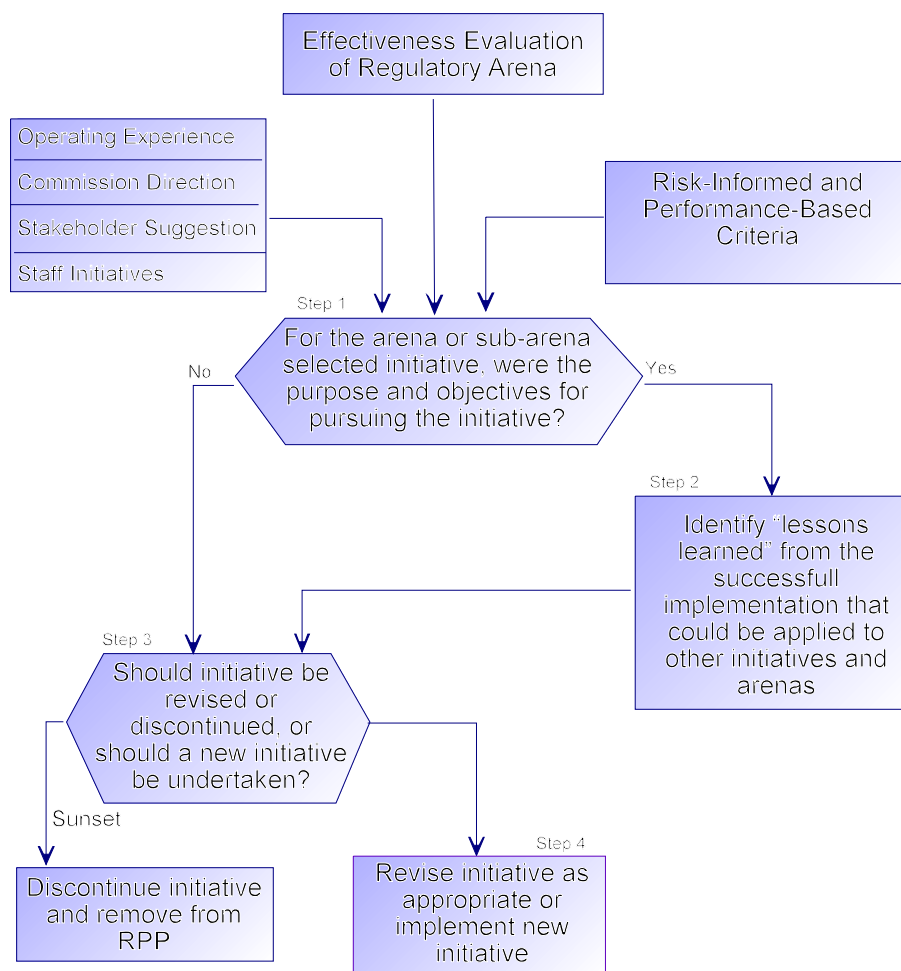 Effectiveness Evaluation
of Regulatory Arena
Operating Experience
Commission Direction
Stakeholder Suggestion
Staff Initiatives
Risk-Informed and
Performance-Based
Criteria
Step 1
For the arena or sub-arena
selected initiative, were the
purpose and objectives for
pursuing the initiative?
No
Yes
Step 2
Identify "lessons
learned" from the
successfull
implementation that
could be applied to
other initiatives and
arenas
Step 3
Should initiative be
revised or
discontinued, or
should a new initiative
be undertaken?
Sunset
Discontinue initiative
and remove from
RPP
Step 4
Revise initiative as
appropriate or
implement new
initiative